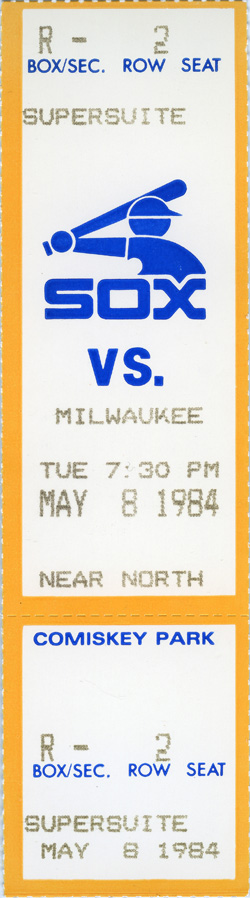 R - 2
BOX/SEC. ROW SEAT
SUPERSUITE
SOX
VS.
MILWAUKEE
TUE 7:30 PM
MAY 8 1984
NEAR NORTH
COMISKEY PARK
R - 2
BOX/SEC. ROW SEAT
SUPERSUITE
MAY 8 1984